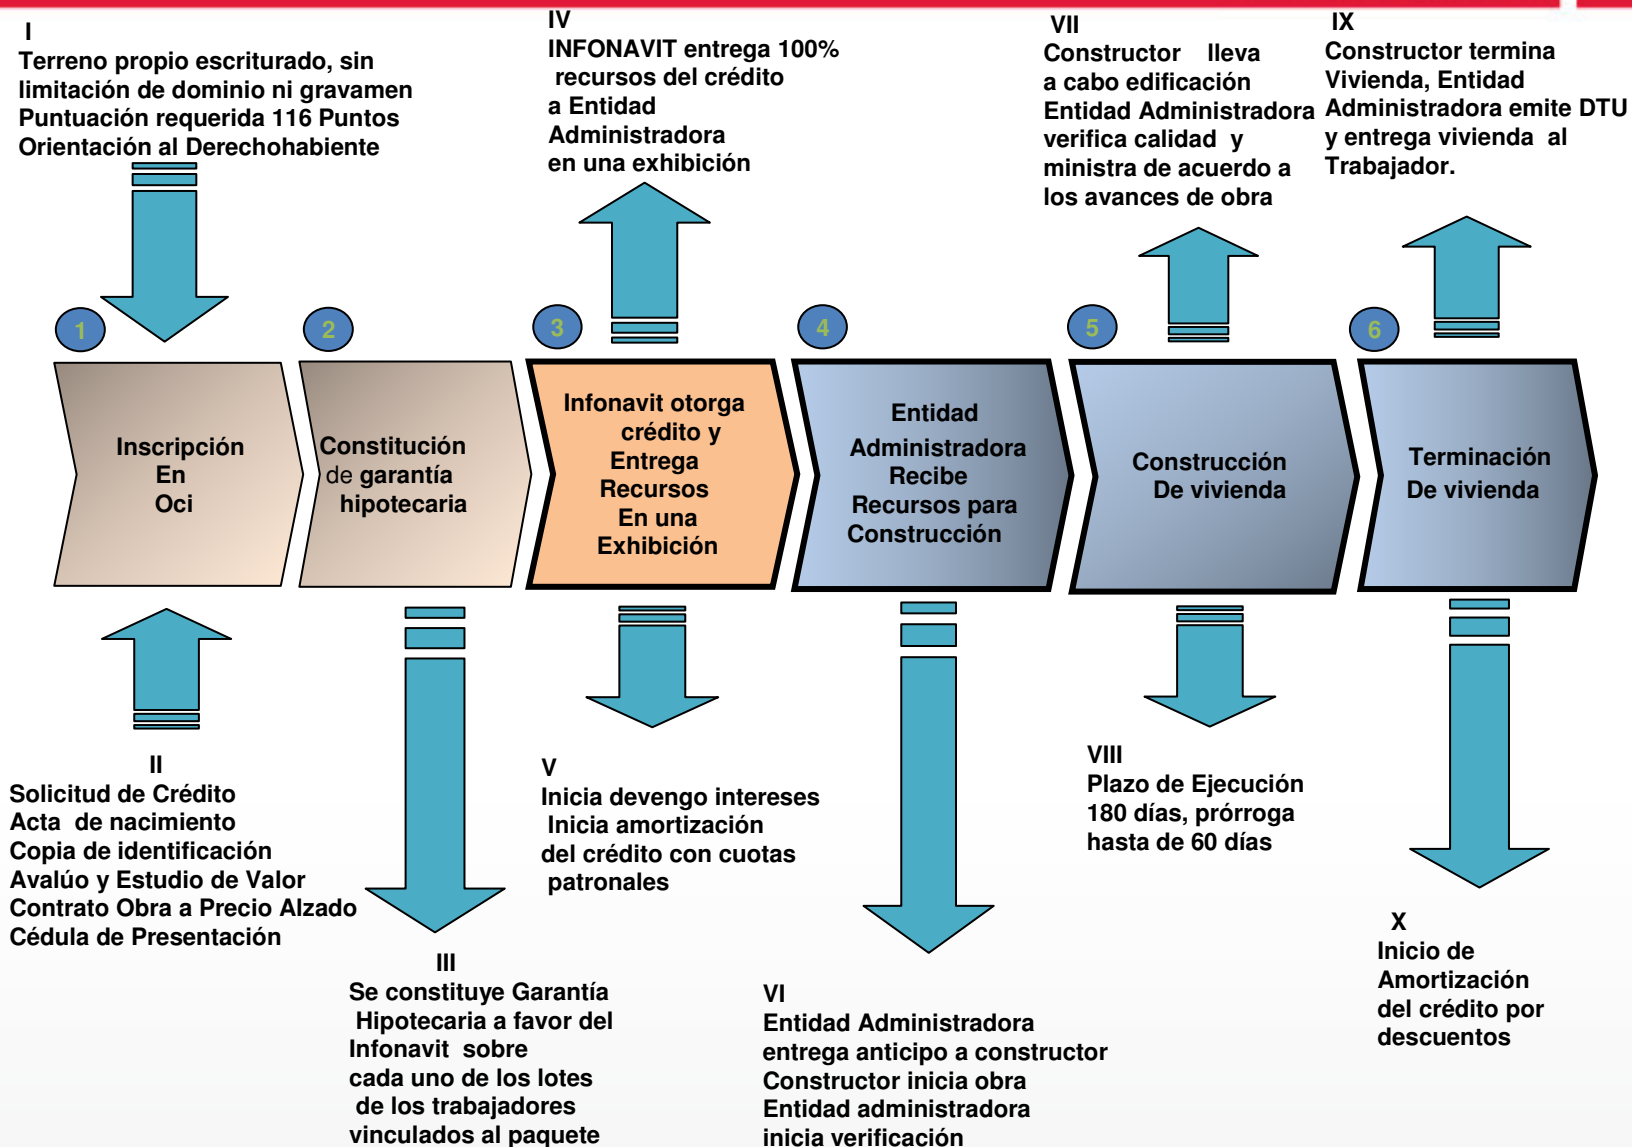 I
Terreno propio escriturado, sin
limitación de dominio ni gravamen
Puntuación requerida 116 Puntos
Orientación al Derechohabiente
IV
INFONAVIT entrega 100%
recursos del crédito
a Entidad
Administradora
en una exhibición
VII
Constructor lleva
a cabo edificación
Entidad Administradora
verifica calidad y
ministra de acuerdo a
los avances de obra
IX
Constructor termina
Vivienda, Entidad
Administradora emite DTU
y entrega vivienda al
Trabajador.
1
Inscripción
En
Oci
2
Constitución
de garantía
hipotecaria
3
Infonavit otorga
crédito y
Entrega
Recursos
En una
Exhibición
4
Entidad
Administradora
Recibe
Recursos para
Construcción
5
Construcción
De vivienda
6
Terminación
De vivienda
II
Solicitud de Crédito
Acta de nacimiento
Copia de identificación
Avalúo y Estudio de Valor
Contrato Obra a Precio Alzado
Cédula de Presentación
III
Se constituye Garantía
Hipotecaria a favor del
Infonavit sobre
cada uno de los lotes
de los trabajadores
vinculados al paquete
V
Inicia devengo intereses
Inicia amortización
del crédito con cuotas
patronales
VI
Entidad Administradora
entrega anticipo a constructor
Constructor inicia obra
Entidad administradora
inicia verificación
VIII
Plazo de Ejecución
180 días, prórroga
hasta de 60 días
X
Inicio de
Amortización
del crédito por
descuentos